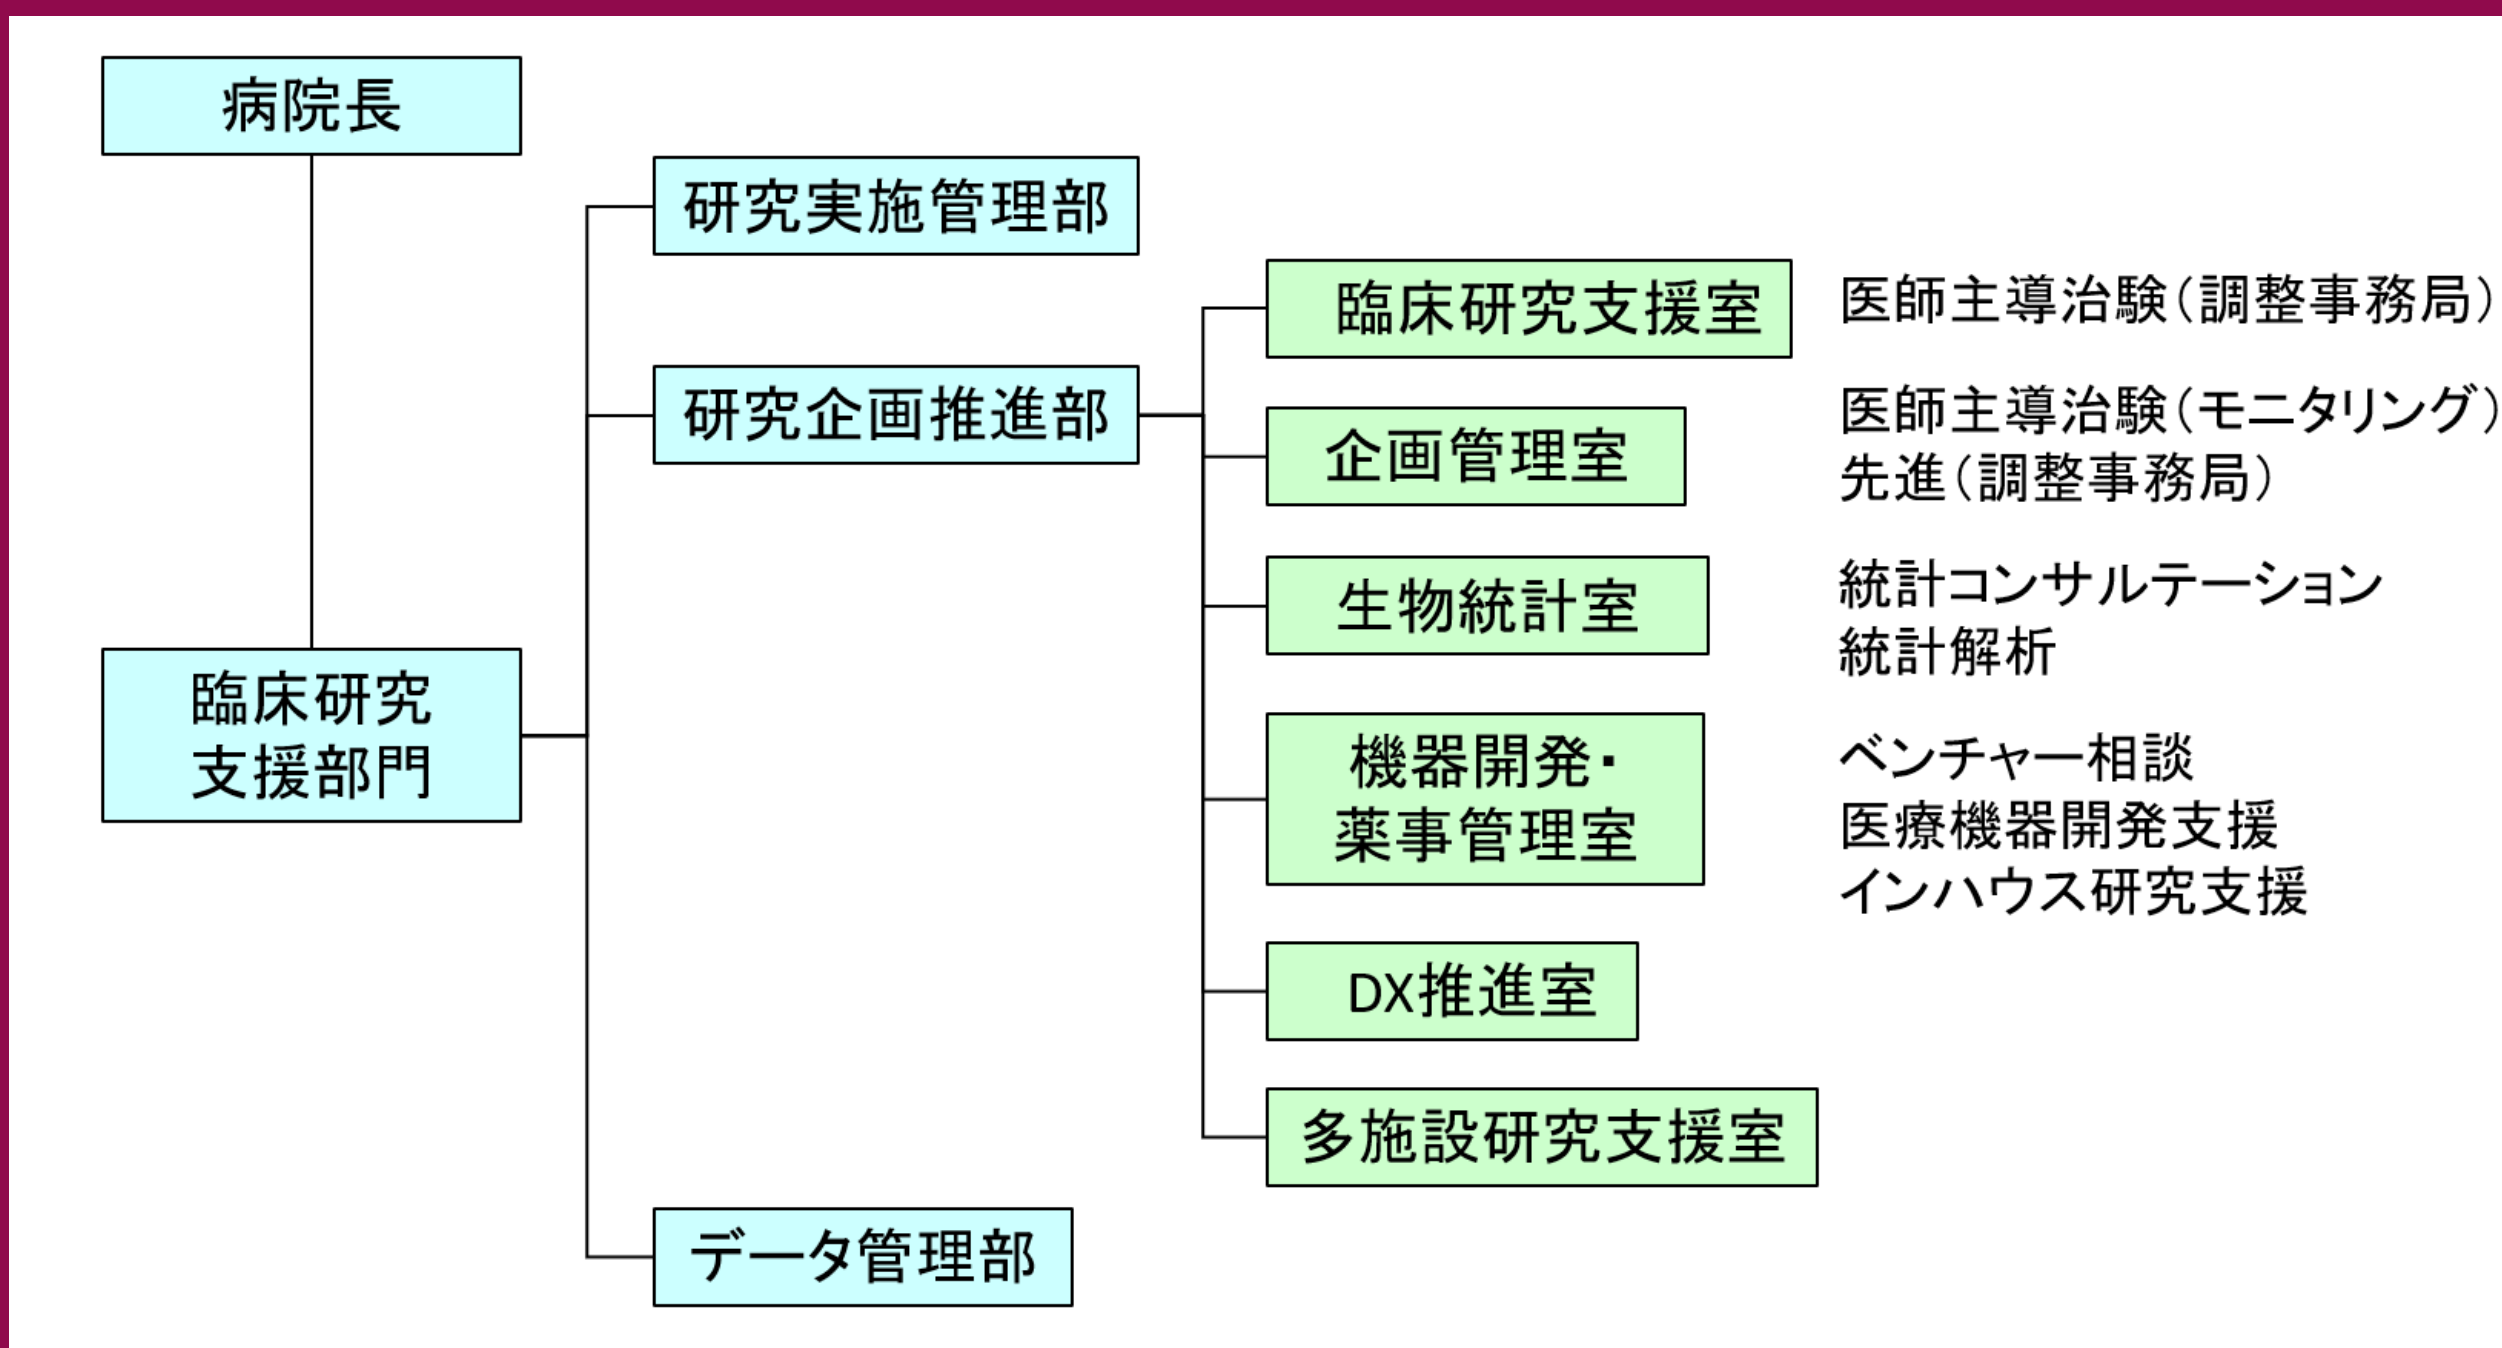 病院長
研究実施管理部
臨床研究支援室
医師主導治験（調整事務局）
研究企画推進部
医師主導治験（モニタリング）
先進（調整事務局）
企画管理室
生物統計室
統計コンサルテーション
統計解析
臨床研究
支援部門
機器開発・
薬事管理室
ベンチャー相談
医療機器開発支援
インハウス研究支援
DX推進室
多施設研究支援室
データ管理部